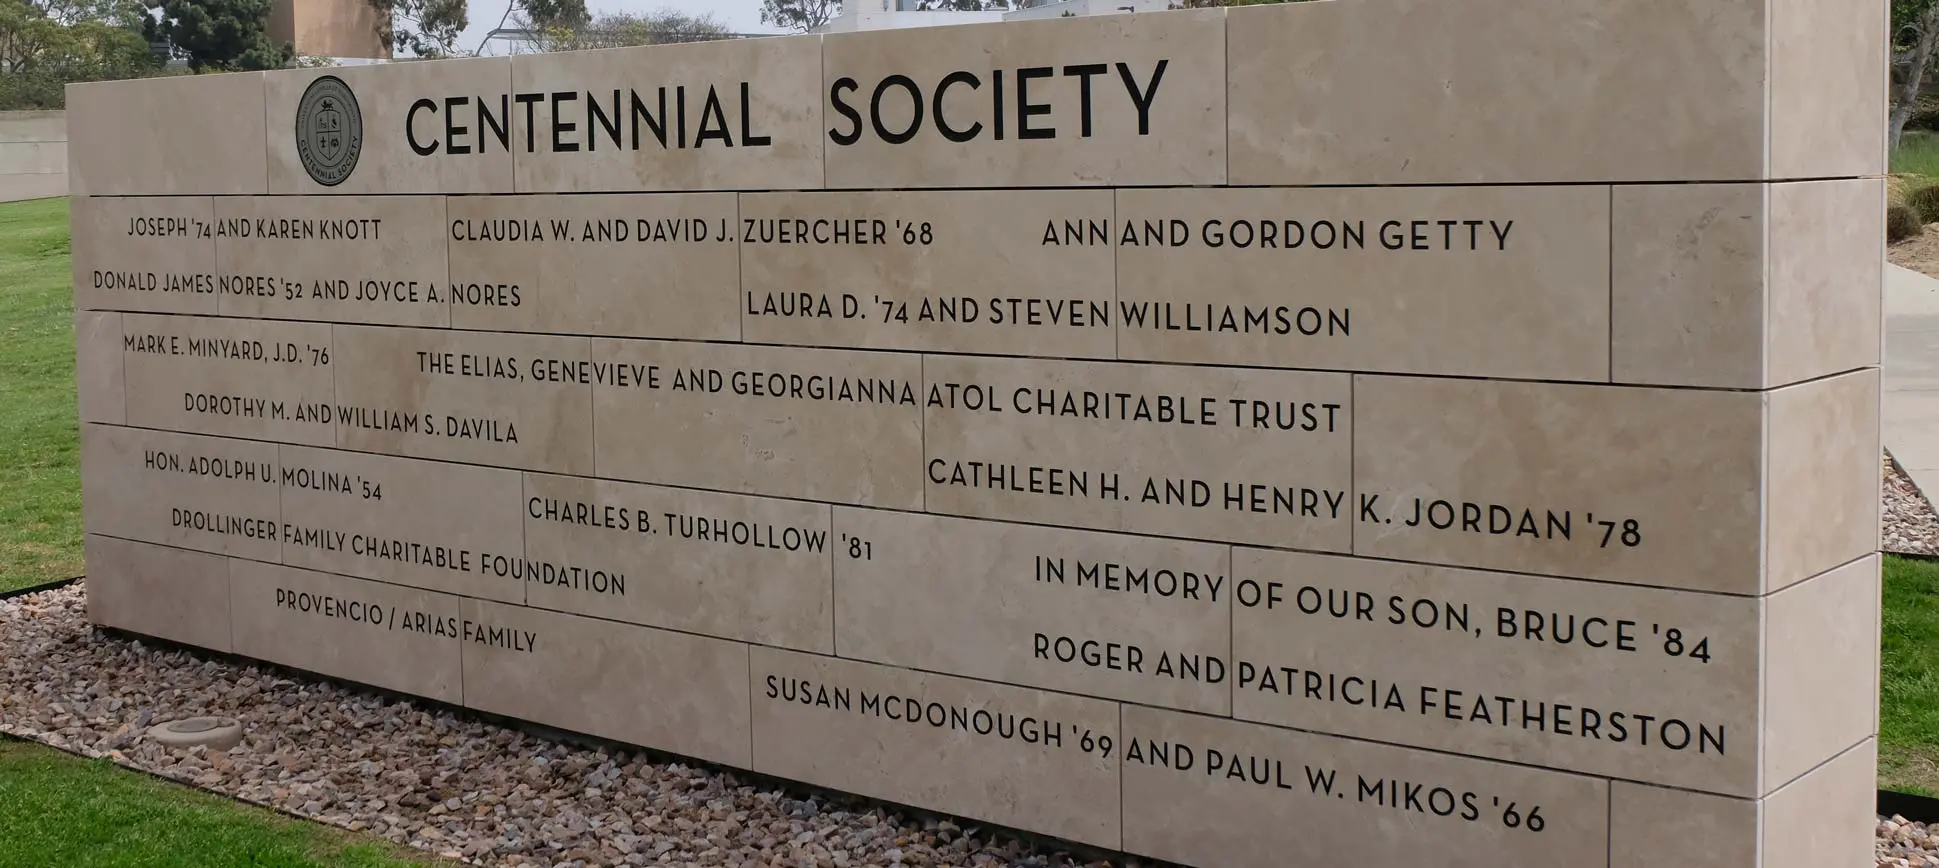 CENTENNIAL SOCIETY
CENTENNIAL SOCIETY
JOSEPH '74 AND KAREN KNOTT
CLAUDIA W. AND DAVID J. ZUERCHER '68
ANN AND GORDON GETTY
DONALD JAMES NORES '52 AND JOYCE A. NORES
LAURA D. '74 AND STEVEN WILLIAMSON
MARK E. MINYARD, J.D. '76
THE ELIAS, GENEVIEVE AND GEORGIANNA ATOL CHARITABLE TRUST
DOROTHY M. AND WILLIAM S. DAVILA
CATHLEEN H. AND HENRY K. JORDAN '78
HON. ADOLPH U. MOLINA '54
CHARLES B. TURHOLLOW '81
DROLLINGER FAMILY CHARITABLE FOUNDATION
IN MEMORY OF OUR SON, BRUCE '84
ROGER AND PATRICIA FEATHERSTON
PROVENCIO / ARIAS FAMILY
SUSAN MCDONOUGH '69 AND PAUL W. MIKOS '66